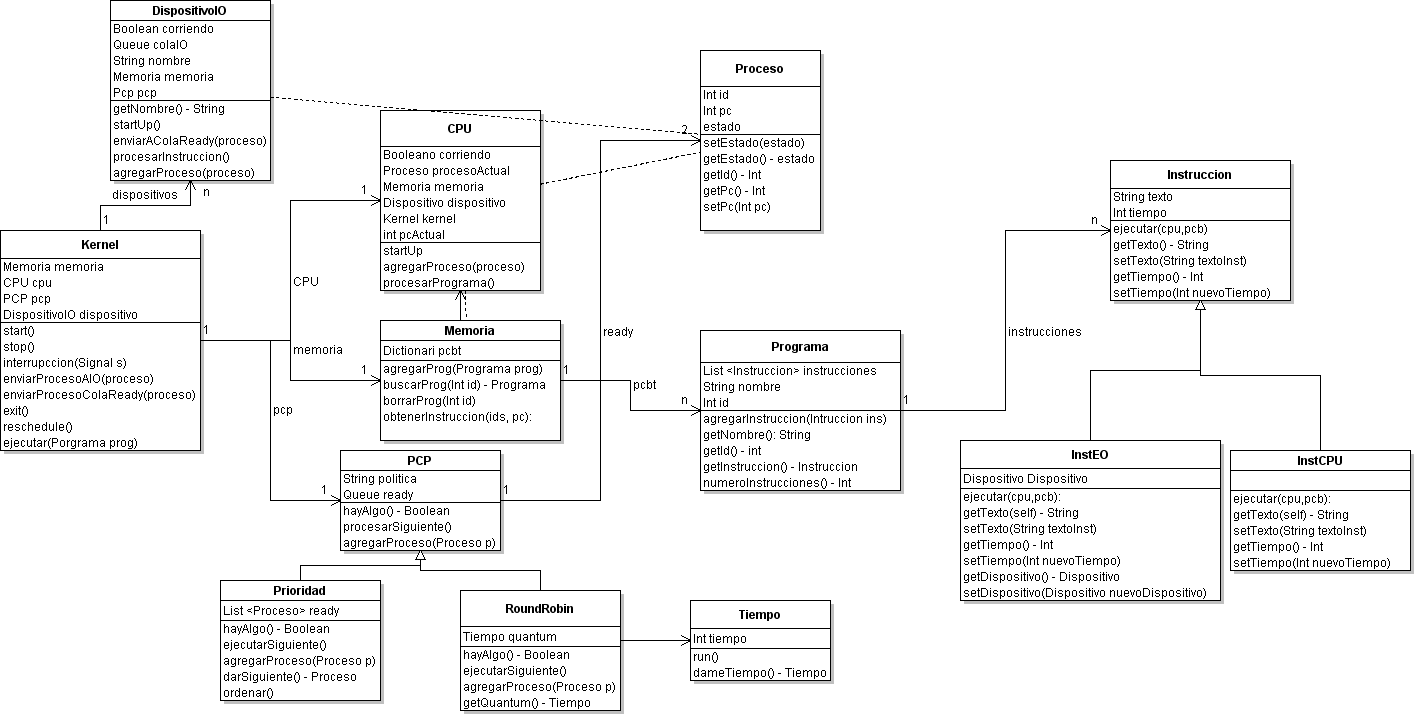 DispositivoIO
Boolean corriendo
Queue colaIO
String nombre
Memoria memoria
Pcp pcp
getNombre() - String
startUp()
enviarAColaReady(proceso)
procesarInstruccion()
agregarProceso(proceso)
dispositivos
n
1
Kernel
Memoria memoria
CPU cpu
PCP pcp
DispositivoIO dispositivo
start()
stop()
interrupccion(Signal s)
enviarProcesoAIO(proceso)
enviarProcesoColaReady(proceso)
exit()
reschedule()
ejecutar(Porgrama prog)
1
1
CPU
memoria
1
pcp
1
CPU
Booleano corriendo
Proceso procesoActual
Memoria memoria
Dispositivo dispositivo
Kernel kernel
int pcActual
startUp
agregarProceso(proceso)
procesarPrograma()
Memoria
Dictionari pcbt
agregarProg(Programa prog)
buscarProg(Int id) - Programa
borrarProg(Int id)
obtenerInstruccion(ids, pc):
1
pcbt
n
PCP
String politica
Queue ready
hayAlgo() - Boolean
procesarSiguiente()
agregarProceso(Proceso p)
1
ready
2
Proceso
Int id
Int pc
estado
setEstado(estado)
getEstado() - estado
getId() - Int
getPc() - Int
setPc(Int pc)
Programa
List <Instruccion> instrucciones
String nombre
Int id
agregarInstruccion(Intruccion ins)
getNombre(): String
getId() - int
getInstruccion() - Instruccion
numeroInstrucciones() - Int
1
instrucciones
n
Instruccion
String texto
Int tiempo
ejecutar(cpu,pcb)
getTexto() - String
setTexto(String textoInst)
getTiempo() - Int
setTiempo(Int nuevoTiempo)
InstEO
Dispositivo Dispositivo
ejecutar(cpu,pcb):
getTexto(self) - String
setTexto(String textoInst)
getTiempo() - Int
setTiempo(Int nuevoTiempo)
getDispositivo() - Dispositivo
setDispositivo(Dispositivo nuevoDispositivo)
InstCPU
ejecutar(cpu,pcb):
getTexto(self) - String
setTexto(String textoInst)
getTiempo() - Int
setTiempo(Int nuevoTiempo)
Prioridad
List <Proceso> ready
hayAlgo() - Boolean
ejecutarSiguiente()
agregarProceso(Proceso p)
darSiguiente() - Proceso
ordenar()
RoundRobin
Tiempo quantum
hayAlgo() - Boolean
ejecutarSiguiente()
agregarProceso(Proceso p)
getQuantum() - Tiempo
Tiempo
Int tiempo
run()
dameTiempo() - Tiempo